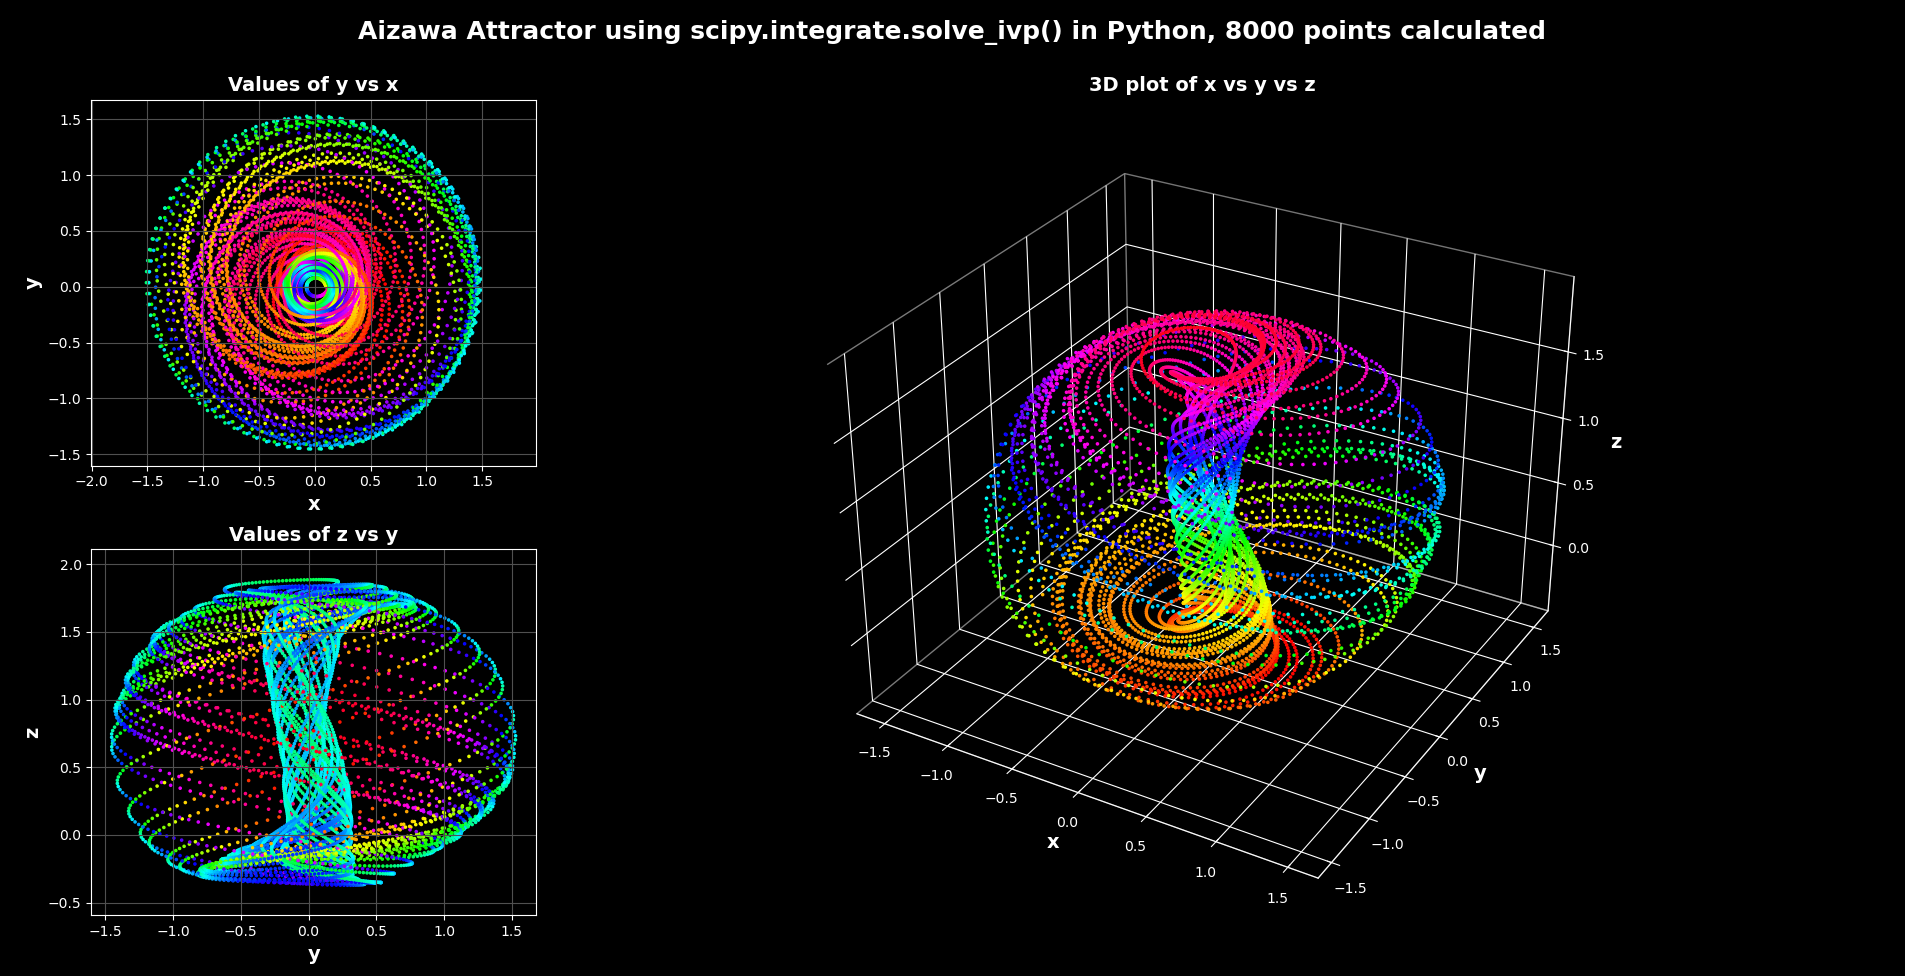 Aizawa Attractor using scipy.integrate.solve_ivp() in Python, 8000 points calculated
Values of y vs x
1.5
1.0
0.5
0.0
−0.5
−1.0
−1.5
y
−2.0 −1.5 −1.0 −0.5 0.0 0.5 1.0 1.5
x
Values of z vs y
2.0
1.5
1.0
0.5
0.0
−0.5
z
−1.5 −1.0 −0.5 0.0 0.5 1.0 1.5
y
3D plot of x vs y vs z
1.5
1.0
0.5
0.0
z
1.5
1.0
0.5
0.0
−0.5
−1.0
−1.5
y
−1.5
−1.0
−0.5
0.0
0.5
1.0
1.5
x